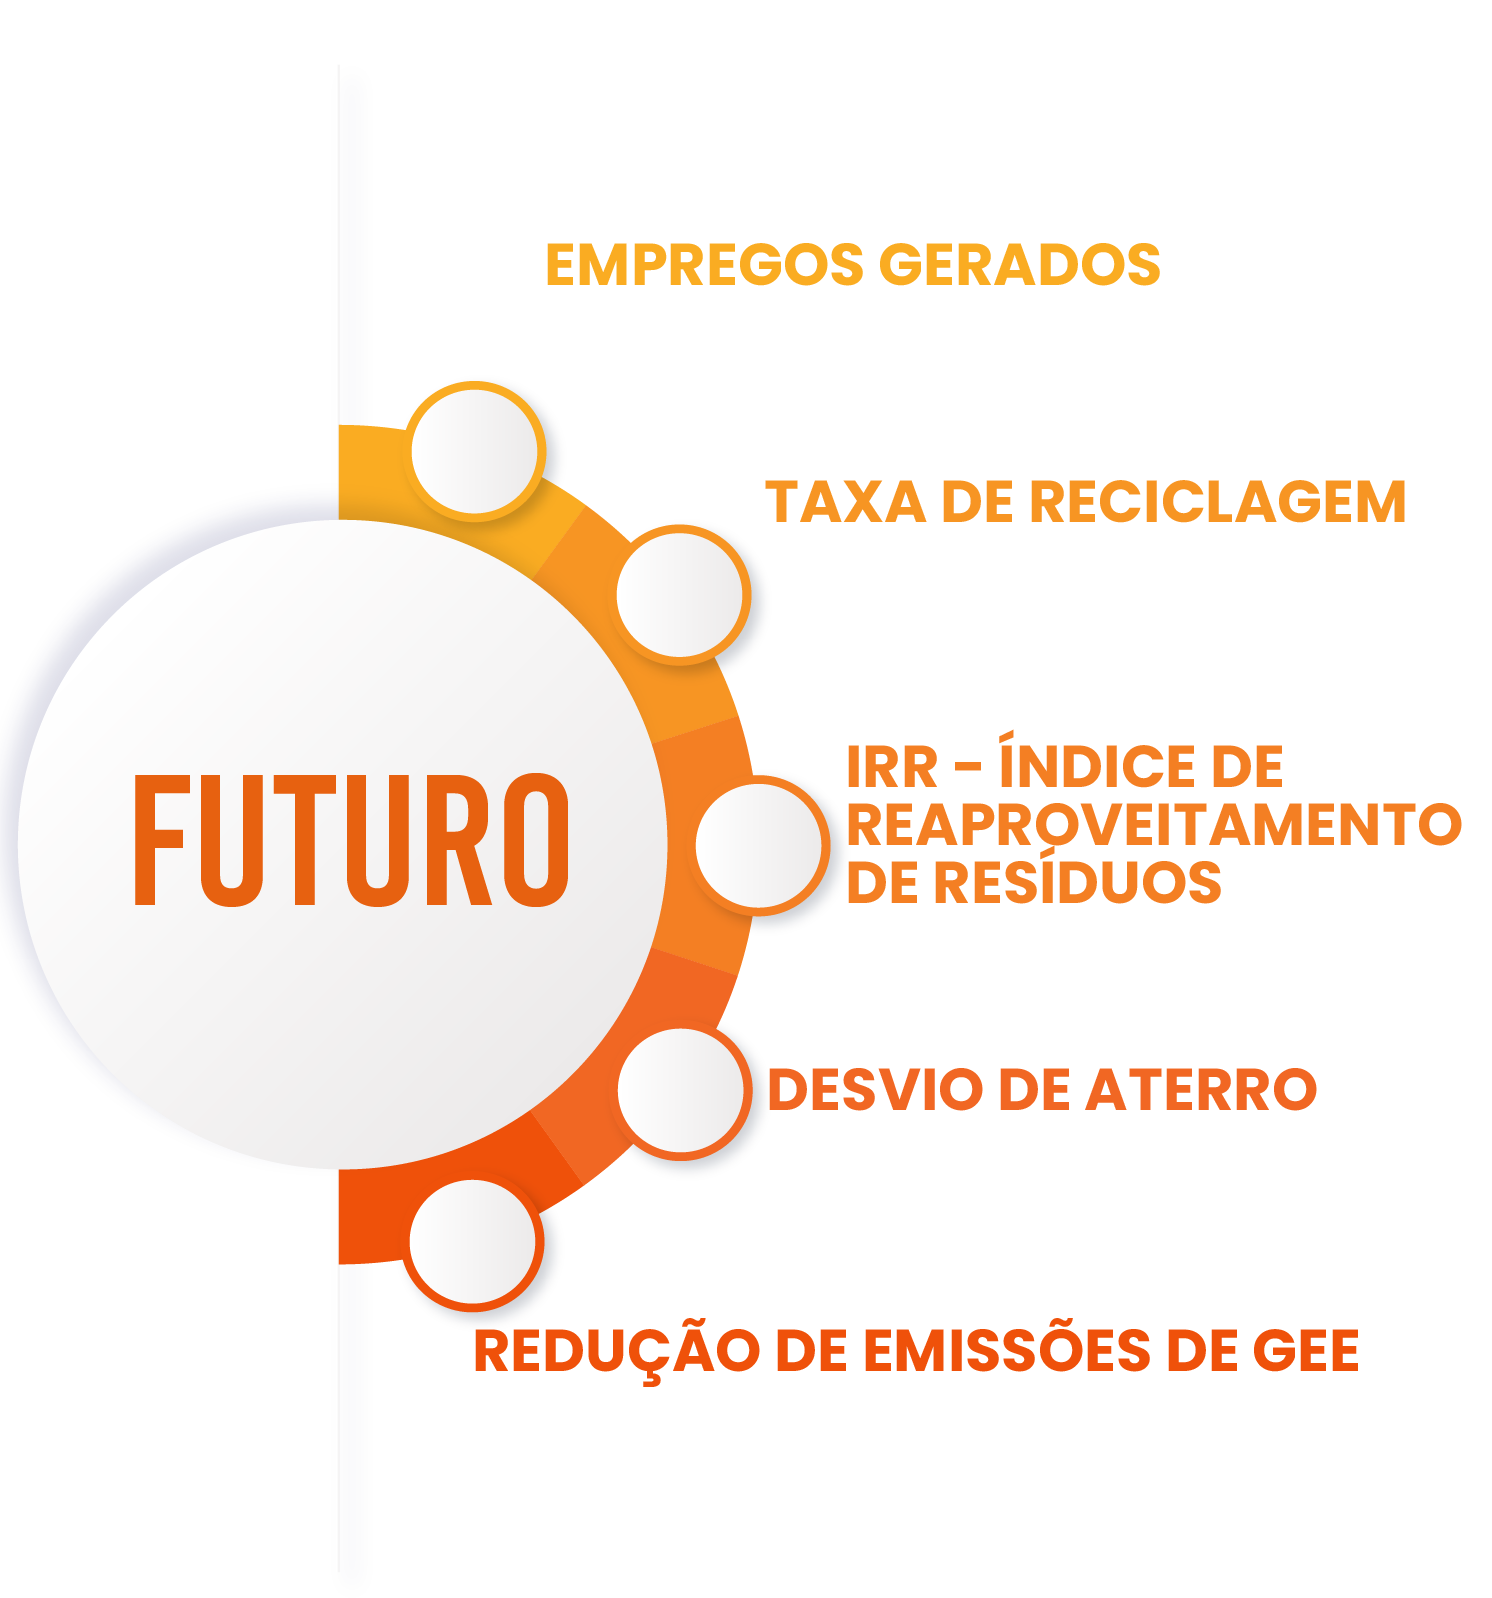 EMPREGOS GERADOS
TAXA DE RECICLAGEM
FUTURO
IRR - ÍNDICE DE
REAPROVEITAMENTO
DE RESÍDUOS
DESVIO DE ATERRO
REDUÇÃO DE EMISSÕES DE GEE